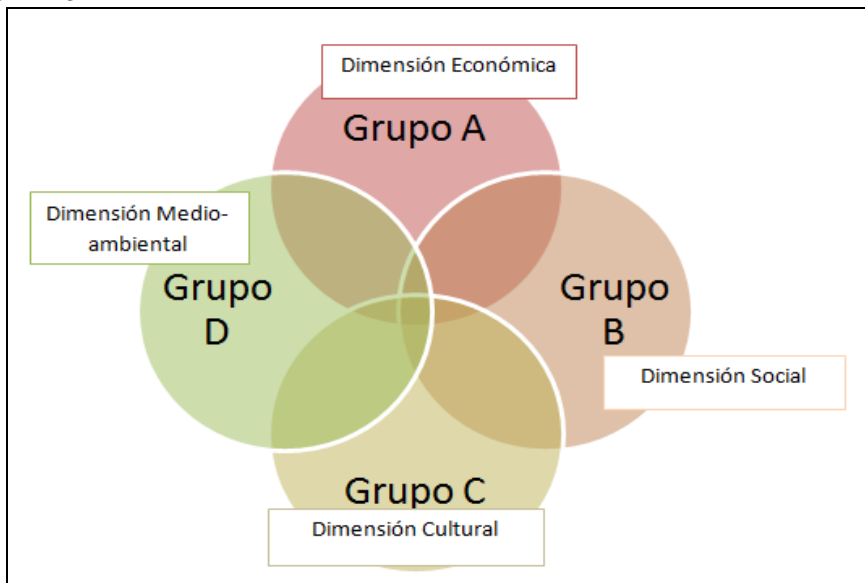 Dimensión Económica
Grupo A
Dimensión Medio-
ambiental
Grupo
D
Grupo
B
Dimensión Social
Grupo C
Dimensión Cultural